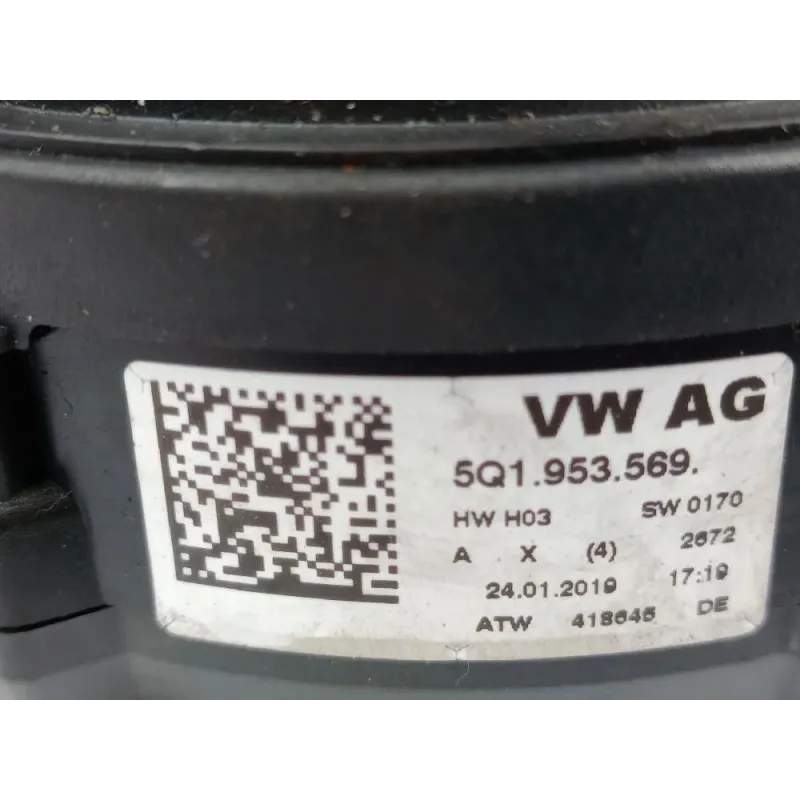 VW AG
5Q1.953.569.
HW H03 SW 0170
A X (4) 2672
24.01.2019 17:19
ATW 418645 DE